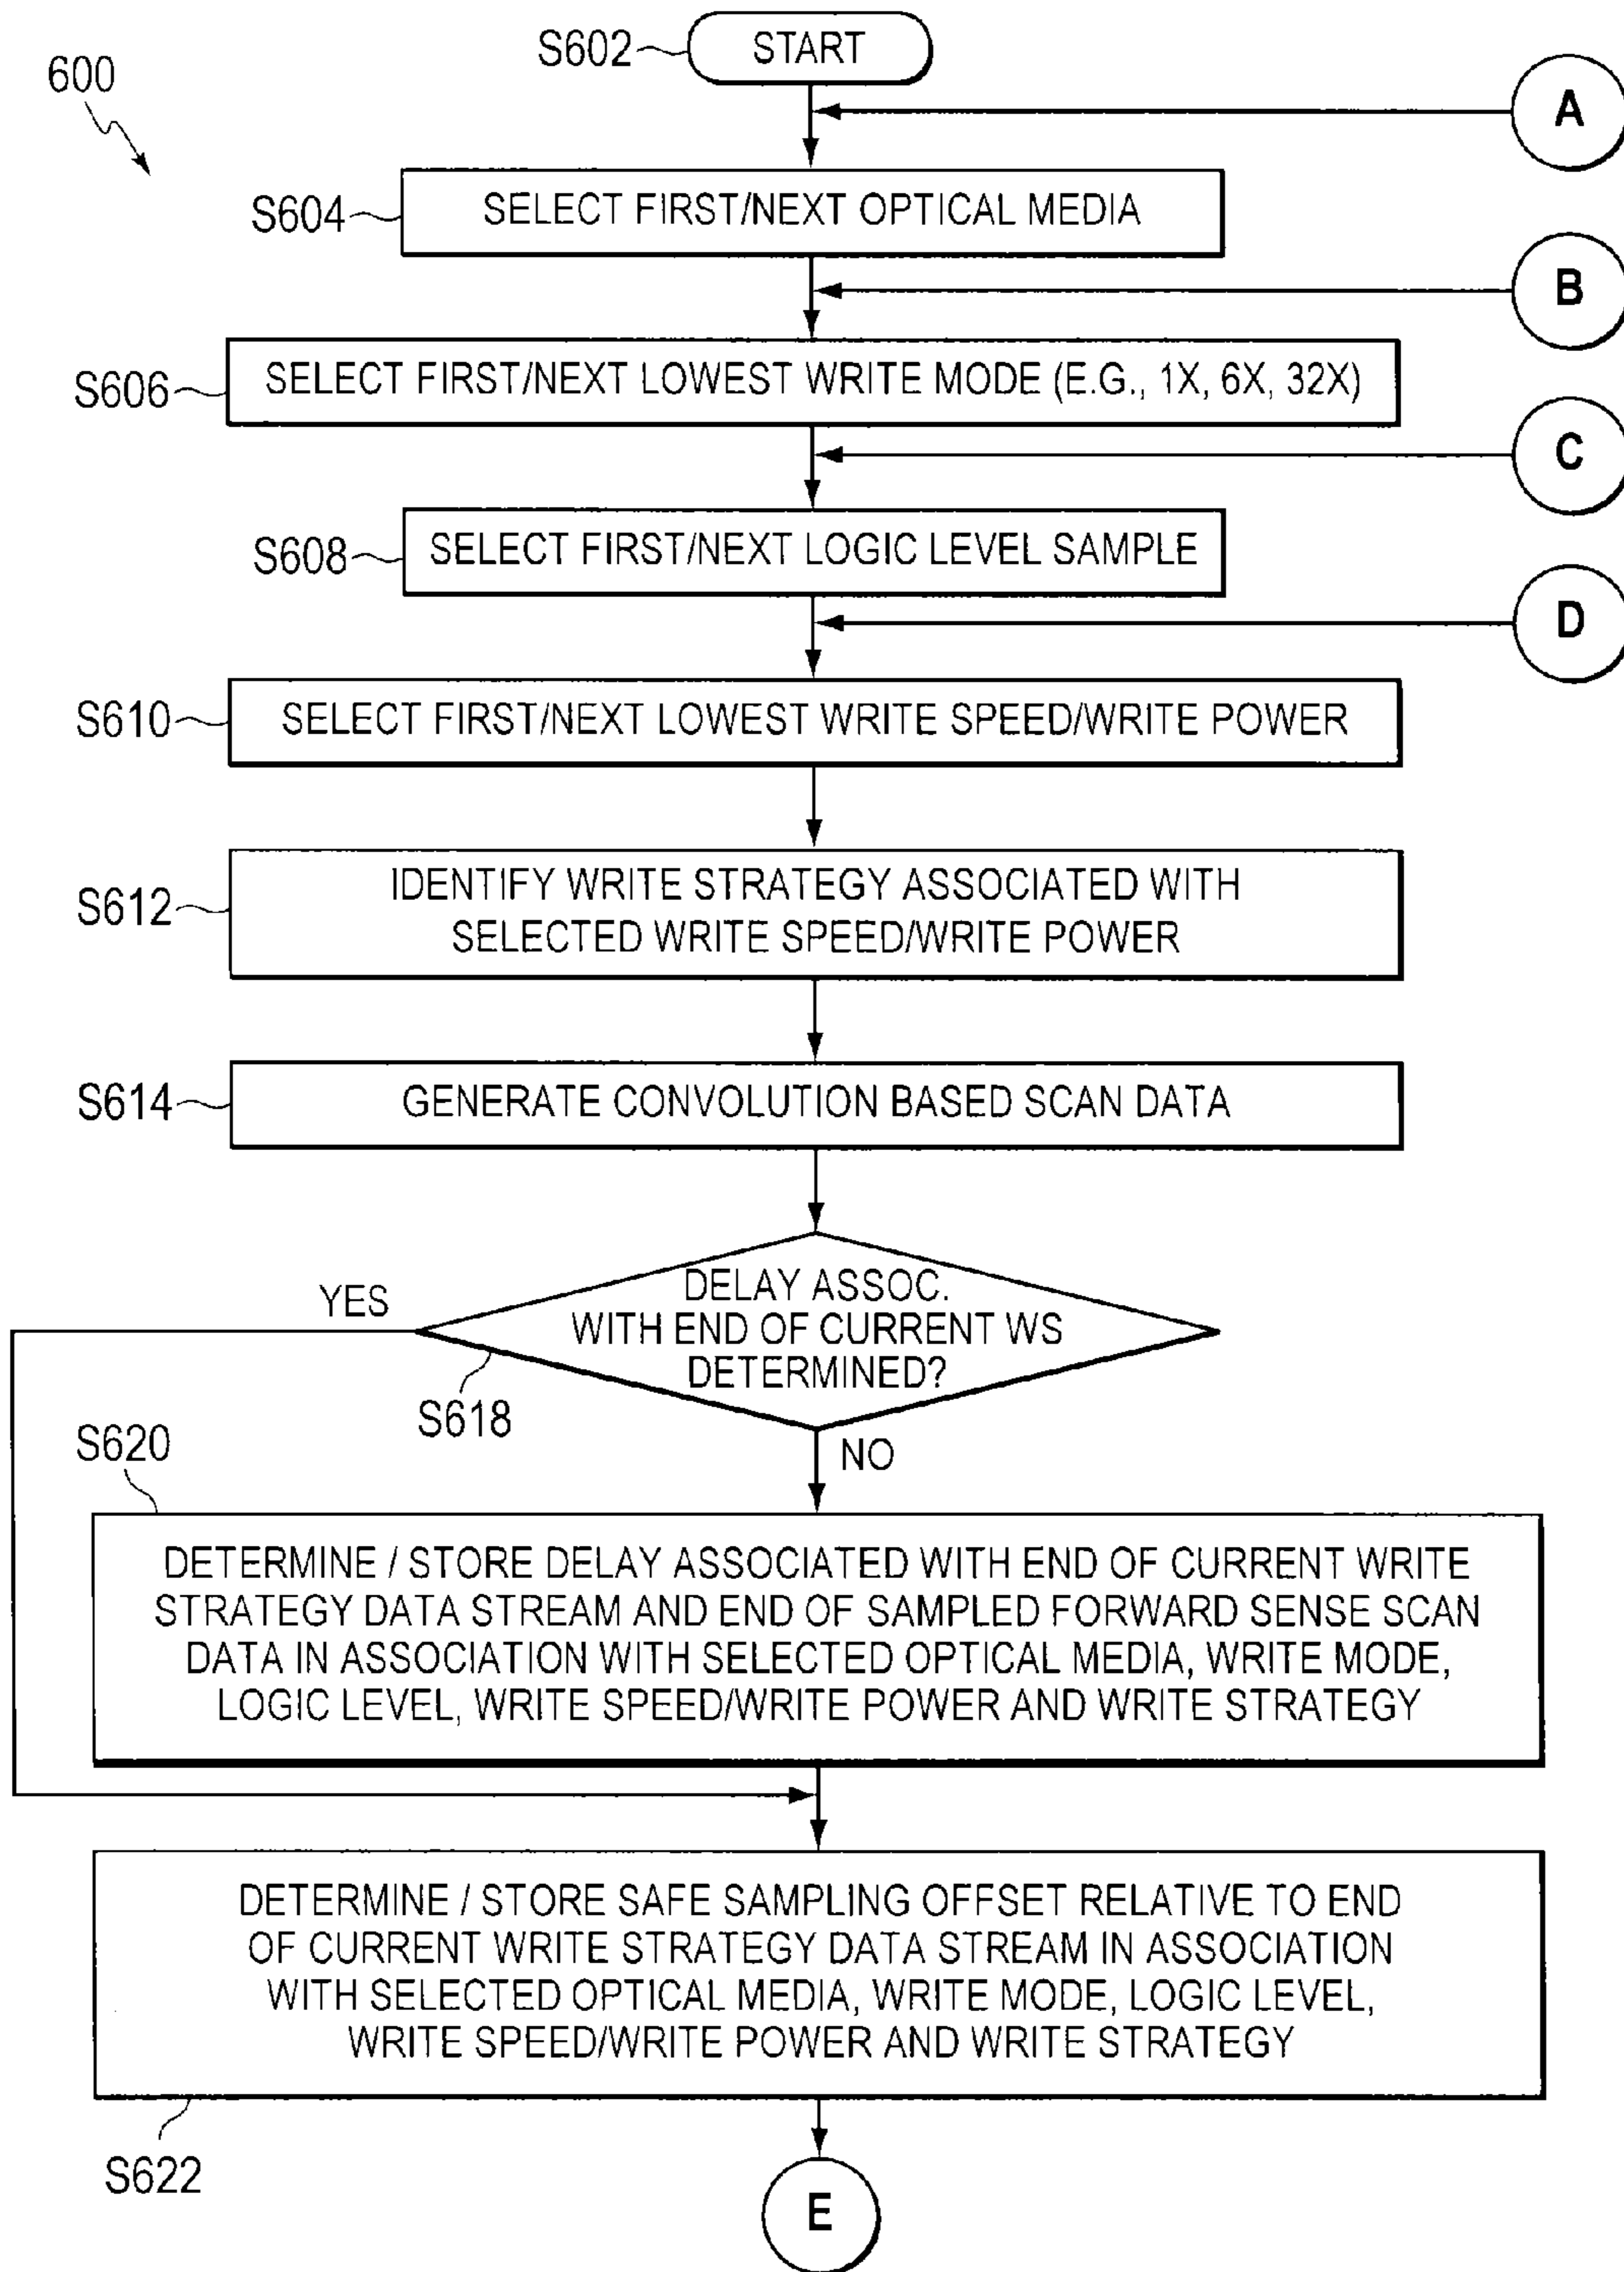 S602
START
600
A
S604
SELECT FIRST/NEXT OPTICAL MEDIA
B
S606
SELECT FIRST/NEXT LOWEST WRITE MODE (E.G., 1X, 6X, 32X)
C
S608
SELECT FIRST/NEXT LOGIC LEVEL SAMPLE
D
S610
SELECT FIRST/NEXT LOWEST WRITE SPEED/WRITE POWER
S612
IDENTIFY WRITE STRATEGY ASSOCIATED WITH
SELECTED WRITE SPEED/WRITE POWER
S614
GENERATE CONVOLUTION BASED SCAN DATA
YES
DELAY ASSOC.
WITH END OF CURRENT WS
DETERMINED?
S618
NO
S620
DETERMINE / STORE DELAY ASSOCIATED WITH END OF CURRENT WRITE
STRATEGY DATA STREAM AND END OF SAMPLED FORWARD SENSE SCAN
DATA IN ASSOCIATION WITH SELECTED OPTICAL MEDIA, WRITE MODE,
LOGIC LEVEL, WRITE SPEED/WRITE POWER AND WRITE STRATEGY
DETERMINE / STORE SAFE SAMPLING OFFSET RELATIVE TO END
OF CURRENT WRITE STRATEGY DATA STREAM IN ASSOCIATION
WITH SELECTED OPTICAL MEDIA, WRITE MODE, LOGIC LEVEL,
WRITE SPEED/WRITE POWER AND WRITE STRATEGY
S622
E